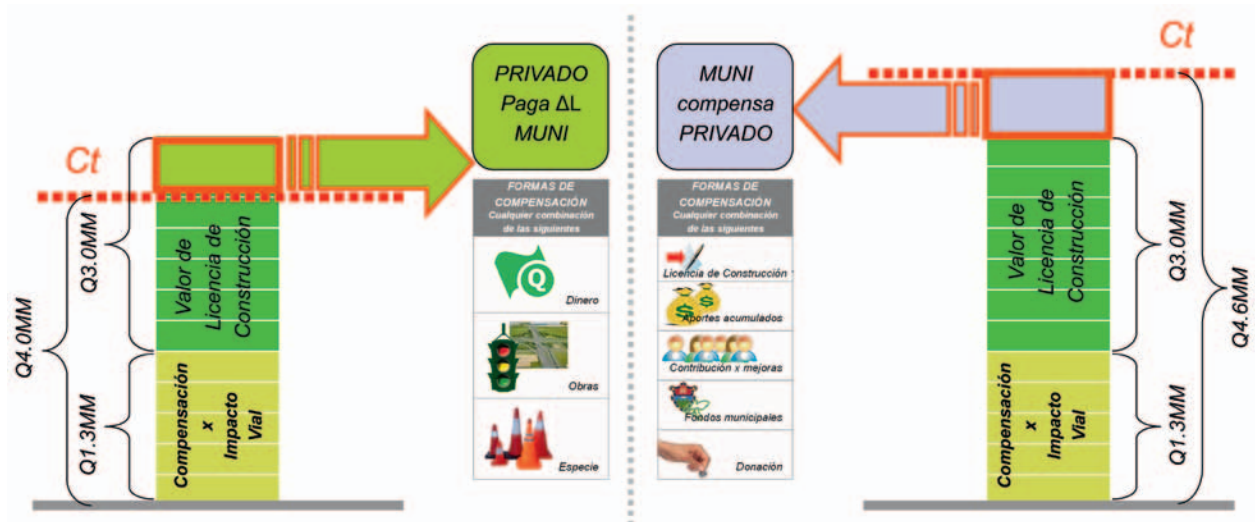 Ct
Q4.0MM
Q3.0MM
Q1.3MM
Valor de
Licencia de
Construcción
Compensación
x
Impacto
Vial
PRIVADO
Paga ΔL
MUNI
FORMAS DE
COMPENSACIÓN
Cualquier combinación
de las siguientes
Q
Dinero
Obras
Especie
MUNI
compensa
PRIVADO
FORMAS DE
COMPENSACIÓN
Cualquier combinación
de las siguientes
Licencia de Construcción
$
$
Aportes acumulados
Contribución x mejoras
Fondos municipales
Donación
Ct
Valor de
Licencia de
Construcción
Compensación
x
Impacto
Vial
Q3.0MM
Q1.3MM
Q4.6MM